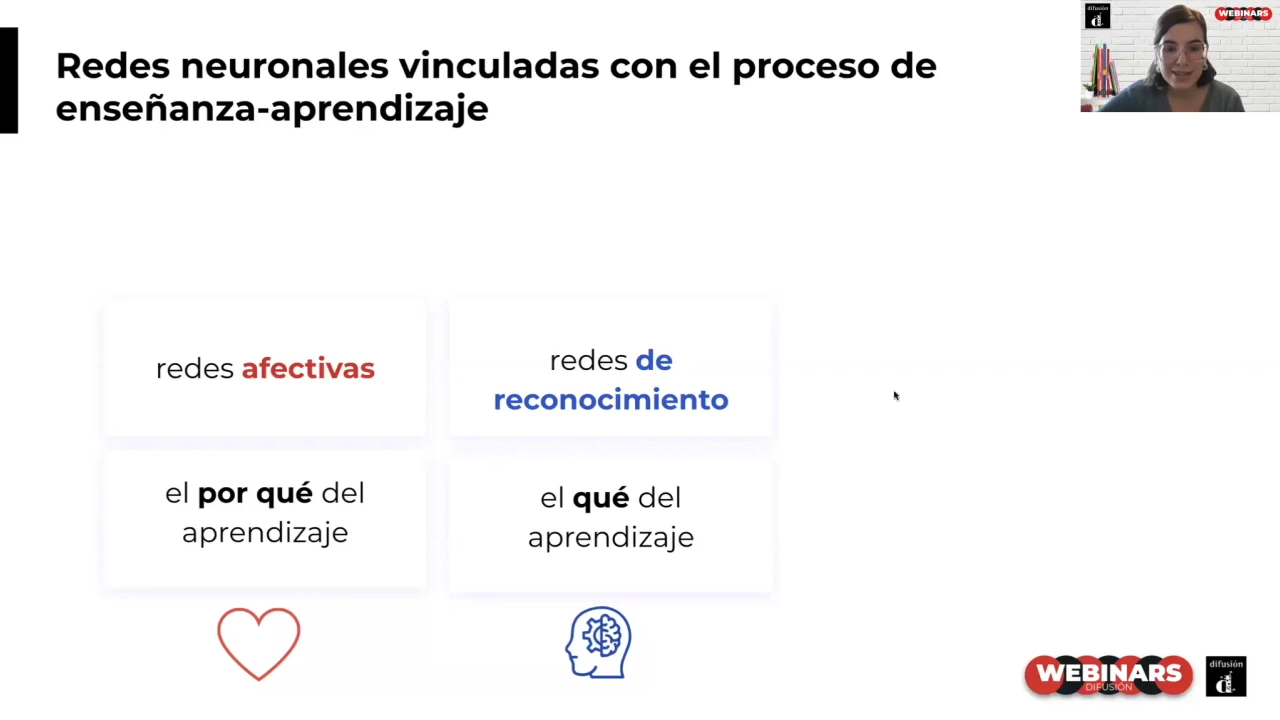 Redes neuronales vinculadas con el proceso de
enseñanza-aprendizaje
difusión
WEBINARS
redes afectivas
redes de
reconocimiento
el por qué del
aprendizaje
el qué del
aprendizaje
WEBINARS
DIFUSIÓN
difusión